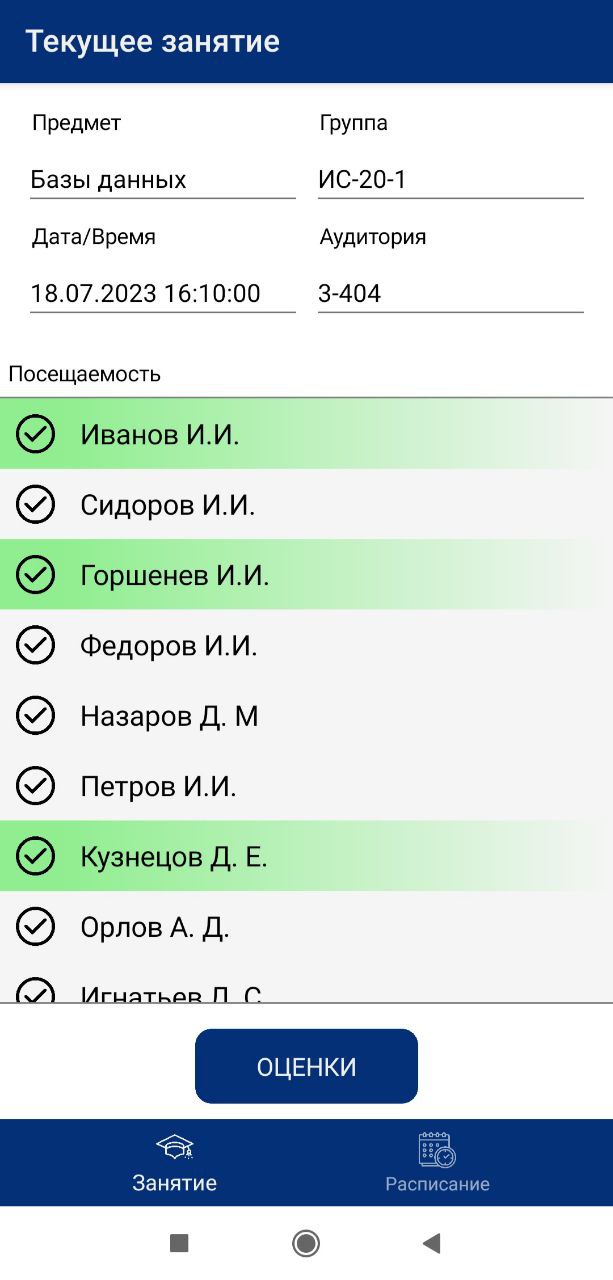 Текущее занятие
Предмет
Группа
Базы данных
ИС-20-1
Дата/Время
Аудитория
18.07.2023 16:10:00
3-404
Посещаемость
Иванов И.И.
Сидоров И.И.
Горшенев И.И.
Федоров И.И.
Назаров Д. М
Петров И.И.
Кузнецов Д. Е.
Орлов А. Д.
Игнатьев Д. С
ОЦЕНКИ
Занятие
Расписание